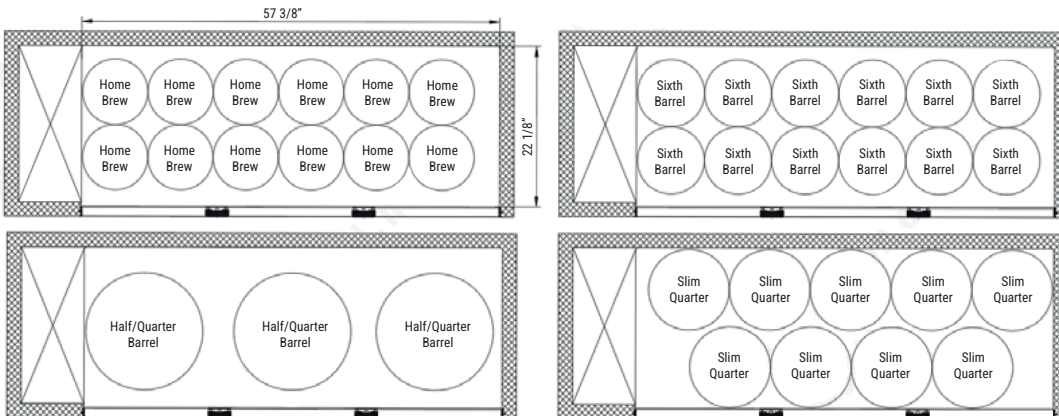 57 3/8”
Home Home Home Home Home Home
Brew Brew Brew Brew Brew Brew
Home Home Home Home Home Home
Brew Brew Brew Brew Brew Brew
22 1/8”
Sixth Sixth Sixth Sixth Sixth Sixth
Barrel Barrel Barrel Barrel Barrel Barrel
Sixth Sixth Sixth Sixth Sixth Sixth
Barrel Barrel Barrel Barrel Barrel Barrel
Half/Quarter Half/Quarter Half/Quarter
Barrel Barrel Barrel
Slim Slim Slim Slim Slim
Quarter Quarter Quarter Quarter Quarter
Slim Slim Slim Slim
Quarter Quarter Quarter Quarter